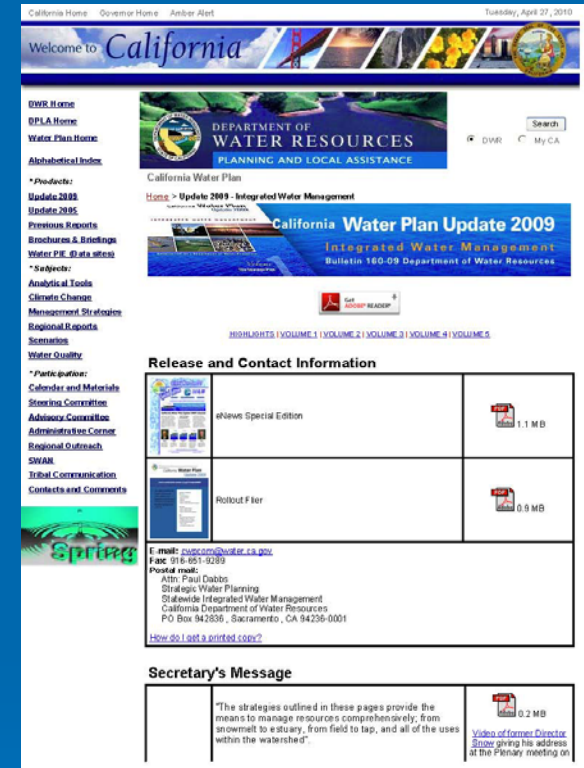 California Home Governor Home Amber Alert
Tuesday, April 27, 2010
Welcome to California
DWR Home
DPLA Home
Water Plan Home
Alphabetical Index
* Products:
Update 2009
Update 2005
Previous Reports
Brochures & Briefings
Water PIE (Data sites)
* Subjects:
Analytical Tools
Climate Change
Management Strategies
Regional Reports
Scenarios
Water Quality
* Participation:
Calendar and Materials
Steering Committee
Advisory Committee
Administrative Corner
Regional Outreach
SWAN
Tribal Communication
Contacts and Comments
Spring
DEPARTMENT OF
WATER RESOURCES
PLANNING AND LOCAL ASSISTANCE
Search
DWR My CA
California Water Plan
Home > Update 2009 - Integrated Water Management
California Water Plan Update 2009
Integrated Water Management
Bulletin 160-09 Department of Water Resources
Get
ADOBE® READER®
HIGHLIGHTS | VOLUME 1 | VOLUME 2 | VOLUME 3 | VOLUME 4 | VOLUME 5
Release and Contact Information
eNews Special Edition
PDF
1.1 MB
Rollout Flier
PDF
0.9 MB
E-mail: cwpcom@water.ca.gov
Fax: 916-651-9289
Postal mail:
Attn: Paul Dabbs
Strategic Water Planning
Statewide Integrated Water Management
California Department of Water Resources
PO Box 942836 , Sacramento , CA 94236-0001
How do I get a printed copy?
Secretary's Message
"The strategies outlined in these pages provide the
means to manage resources comprehensively; from
snowmelt to estuary, from field to tap, and all of the uses
within the watershed".
PDF
0.2 MB
Video of former Director
Snow giving his address
at the Plenary meeting on